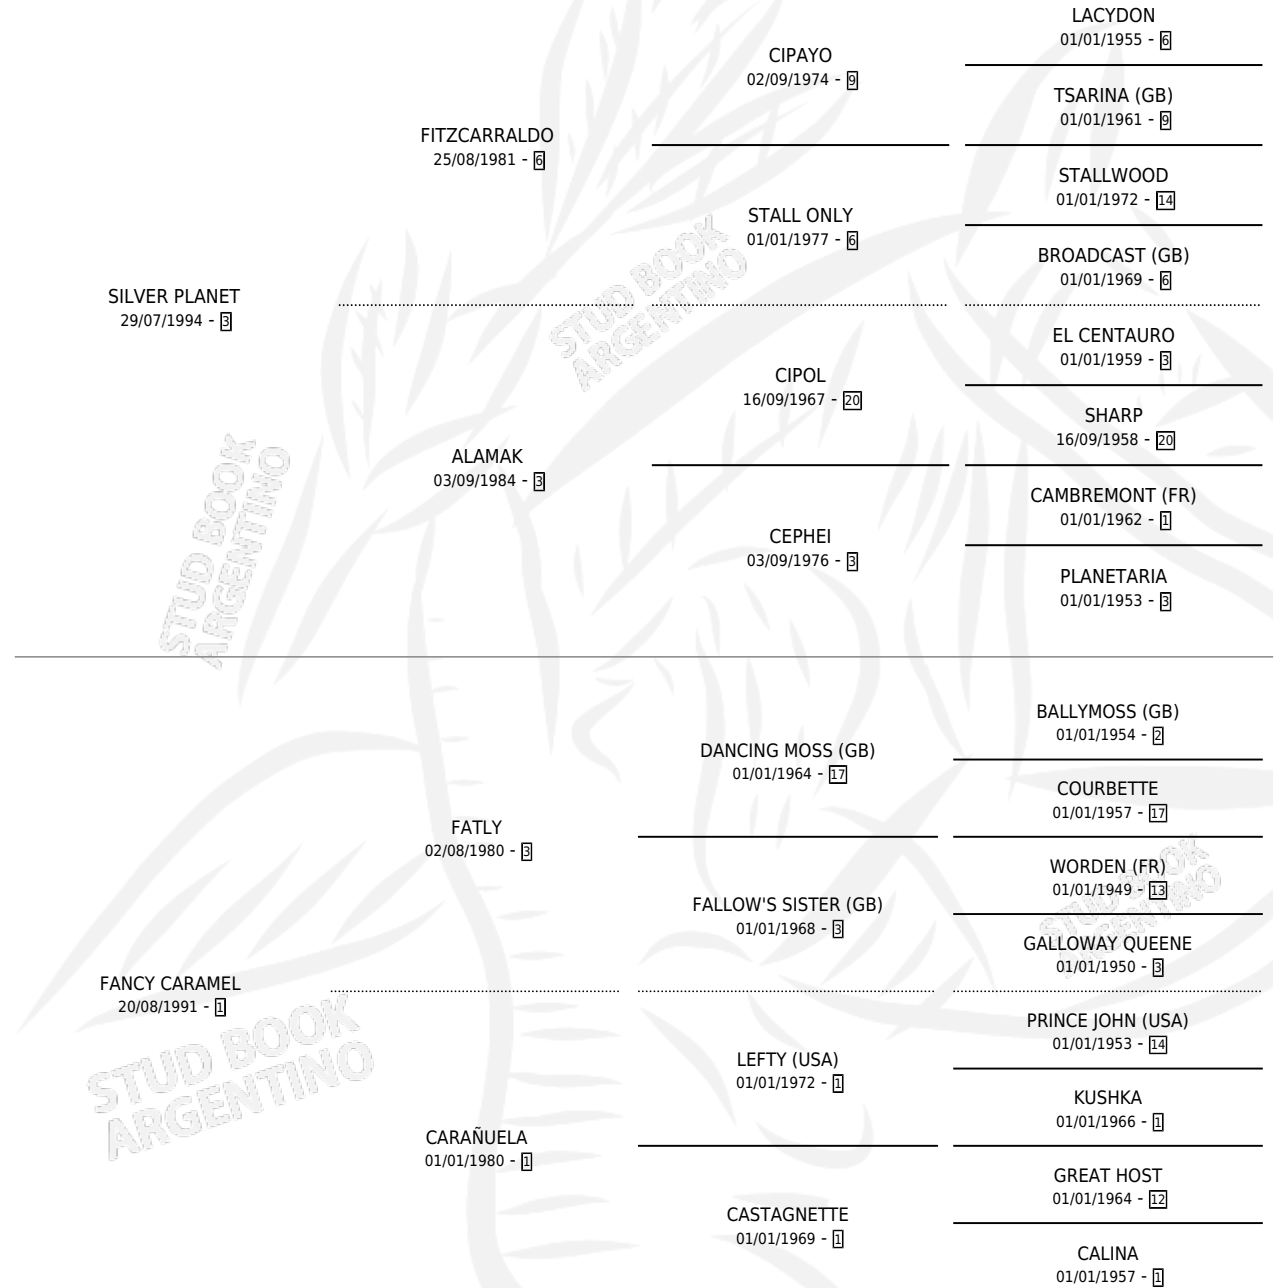 LACYDON
01/01/1955 - 6
CIPAYO
02/09/1974 - 9
TSARINA (GB)
01/01/1961 - 9
FITZCARRALDO
25/08/1981 - 6
STALLWOOD
01/01/1972 - 14
STALL ONLY
01/01/1977 - 6
BROADCAST (GB)
01/01/1969 - 6
SILVER PLANET
29/07/1994 - 3
EL CENTAURO
01/01/1959 - 3
CIPOL
16/09/1967 - 20
SHARP
16/09/1958 - 20
ALAMAK
03/09/1984 - 3
CAMBREMONT (FR)
01/01/1962 - 1
CEPHEI
03/09/1976 - 3
PLANETARIA
01/01/1953 - 3
BALLYMOSS (GB)
01/01/1954 - 2
DANCING MOSS (GB)
01/01/1964 - 17
COURBETTE
01/01/1957 - 17
FATLY
02/08/1980 - 3
WORDEN (FR)
01/01/1949 - 13
FALLOW'S SISTER (GB)
01/01/1968 - 3
GALLOWAY QUEENE
01/01/1950 - 3
FANCY CARAMEL
20/08/1991 - 1
PRINCE JOHN (USA)
01/01/1953 - 14
LEFTY (USA)
01/01/1972 - 1
KUSHKA
01/01/1966 - 1
CARAÑUELA
01/01/1980 - 1
GREAT HOST
01/01/1964 - 12
CASTAGNETTE
01/01/1969 - 1
CALINA
01/01/1957 - 1
STUD BOOK
ARGENTINO
STUD BOOK
ARGENTINO
STUD BOOK
ARGENTINO
STUD BOOK
ARGENTINO